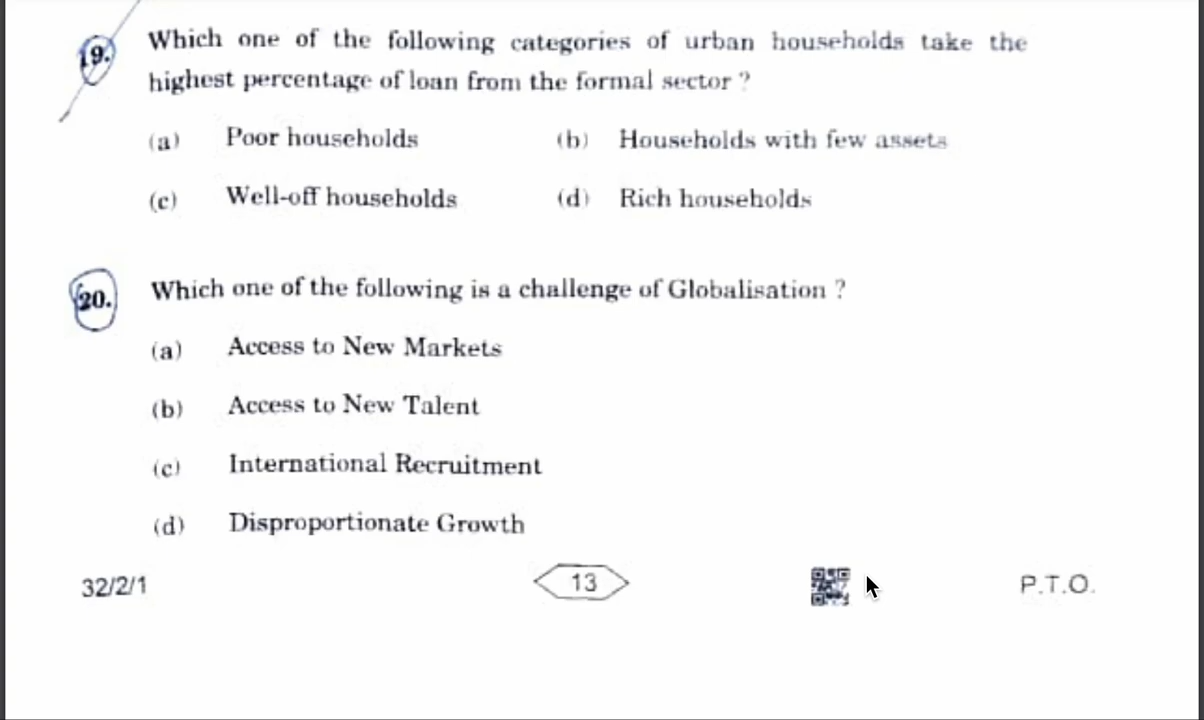 19. Which one of the following categories of urban households take the
highest percentage of loan from the formal sector ?
(a) Poor households (b) Households with few assets
(c) Well-off households (d) Rich households
20. Which one of the following is a challenge of Globalisation ?
(a) Access to New Markets
(b) Access to New Talent
(c) International Recruitment
(d) Disproportionate Growth
32/2/1 13 P.T.O.